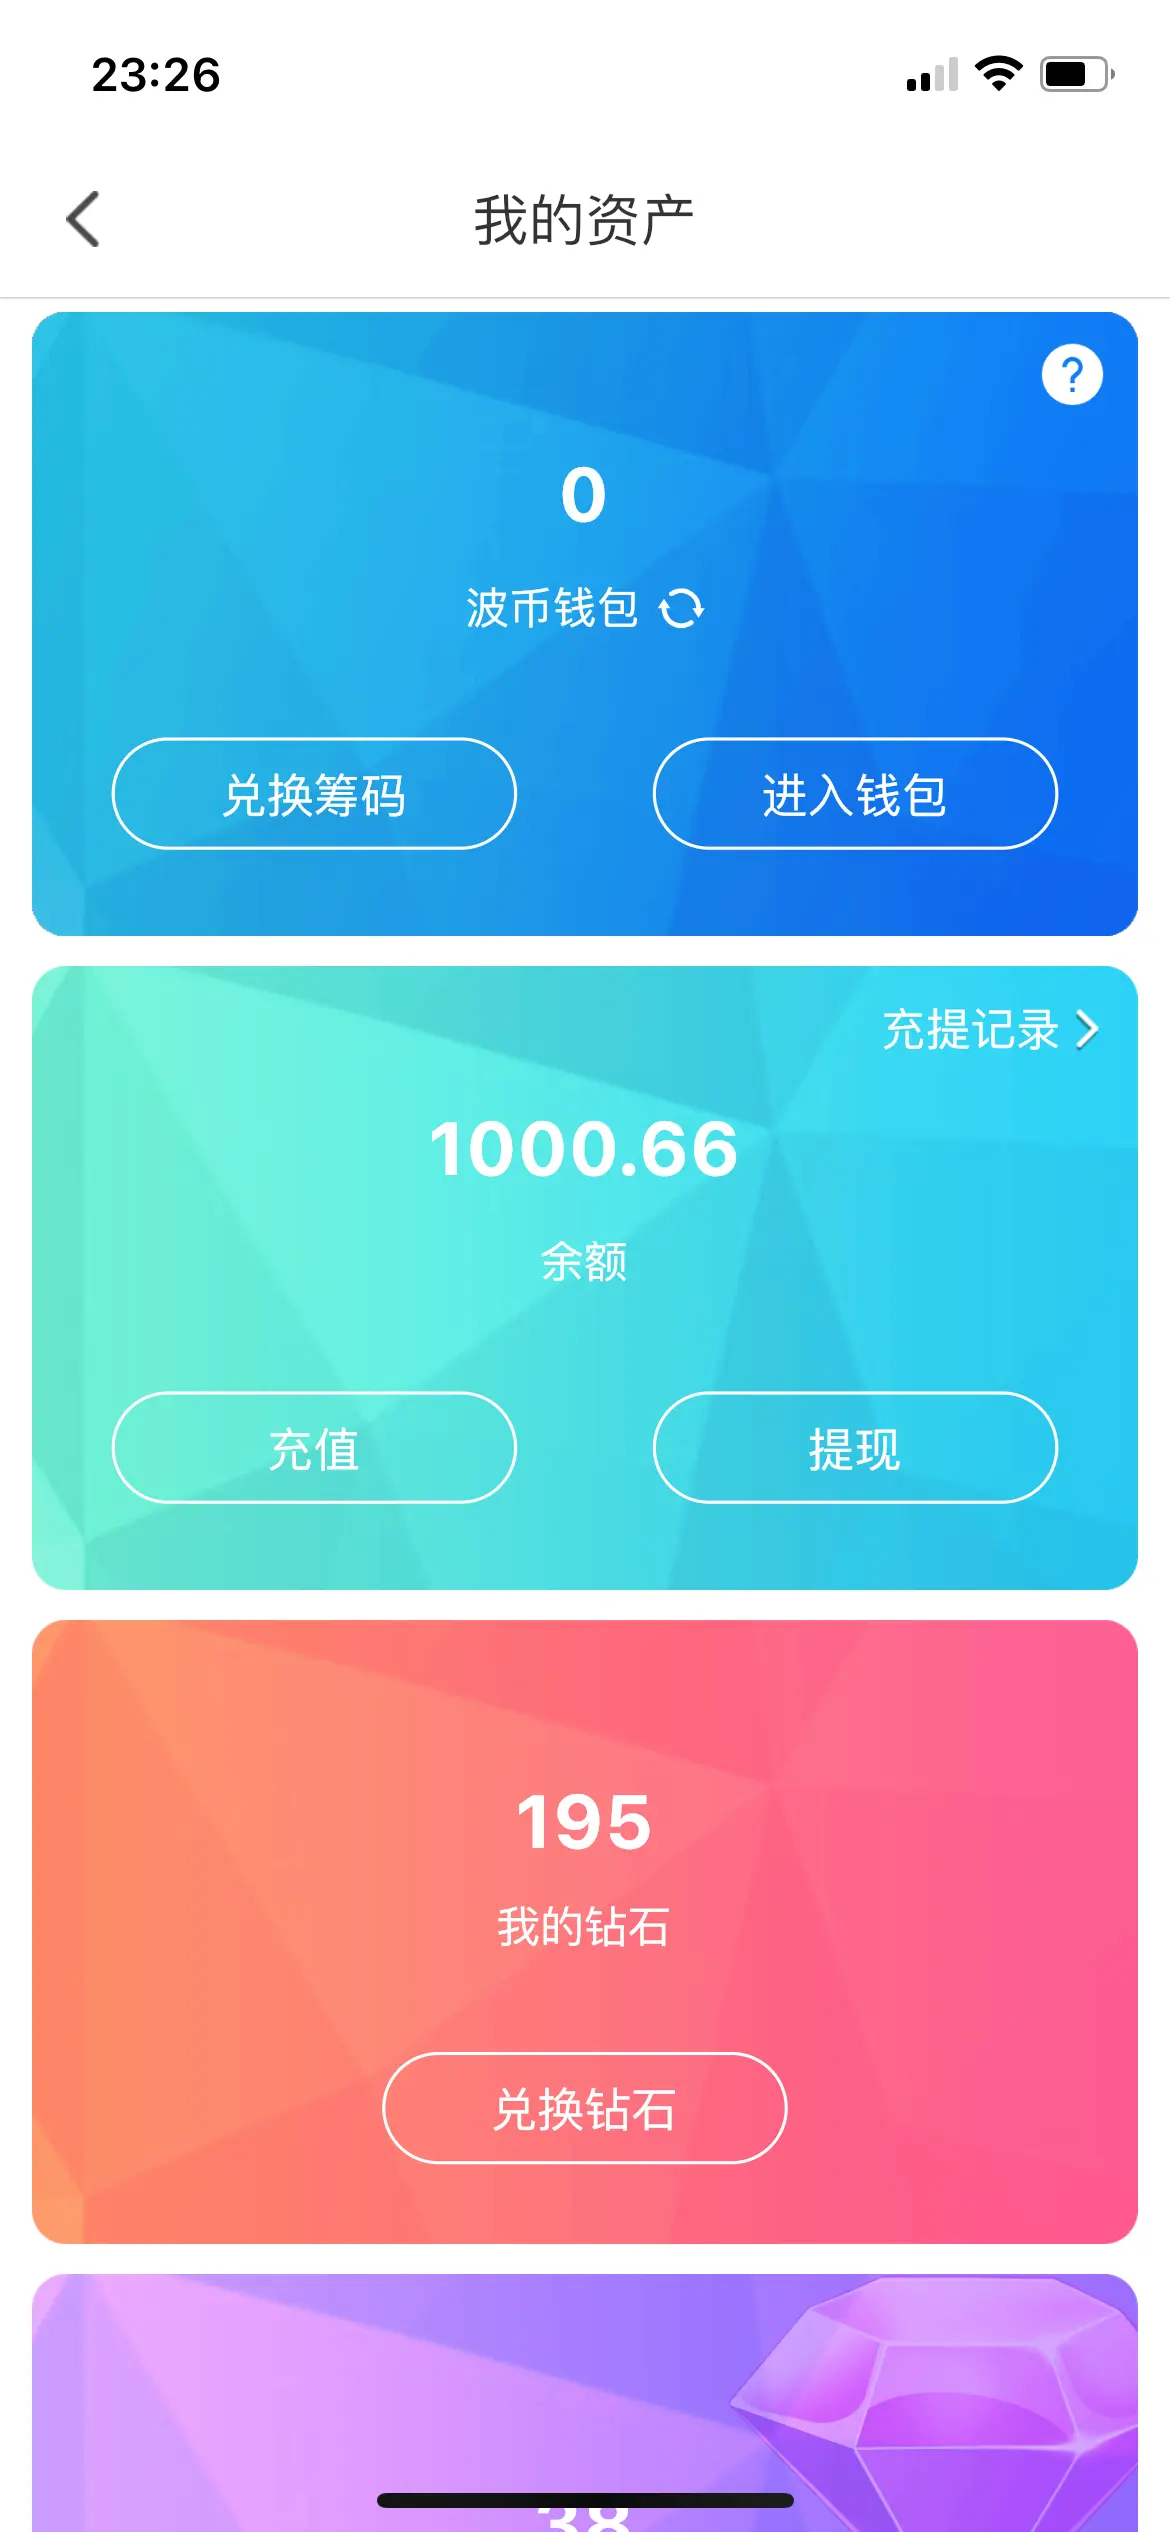 23:26
我的资产
?
0
波币钱包
兑换筹码
进入钱包
充提记录
1000.66
余额
充值
提现
195
我的钻石
兑换钻石
38